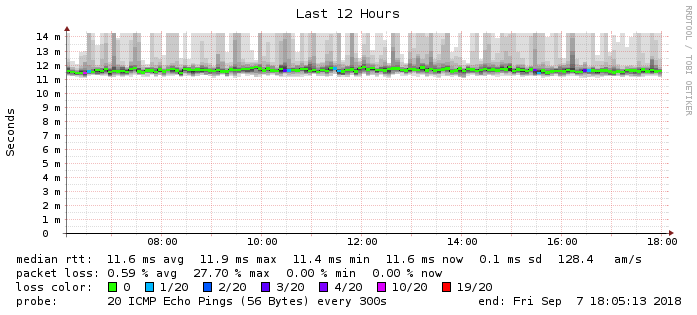 Last 12 Hours
RRDTOOL / TOBI OETIKER
Seconds
14 m
13 m
12 m
11 m
10 m
9 m
8 m
7 m
6 m
5 m
4 m
3 m
2 m
1 m
0
08:00 10:00 12:00 14:00 16:00 18:00
median rtt: 11.6 ms avg 11.9 ms max 11.4 ms min 11.6 ms now 0.1 ms sd 128.4 am/s
packet loss: 0.59 % avg 27.70 % max 0.00 % min 0.00 % now
loss color: 0 1/20 2/20 3/20 4/20 10/20 19/20
probe: 20 ICMP Echo Pings (56 Bytes) every 300s end: Fri Sep 7 18:05:13 2018